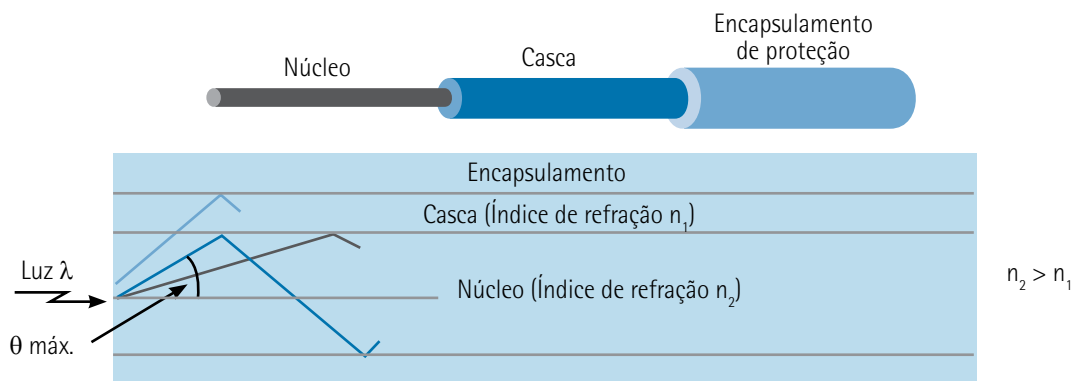 Núcleo
Casca
Encapsulamento
de proteção
Encapsulamento
Casca (Índice de refração n₁)
Luz λ
Núcleo (Índice de refração n₂)
n₂ > n₁
θ máx.